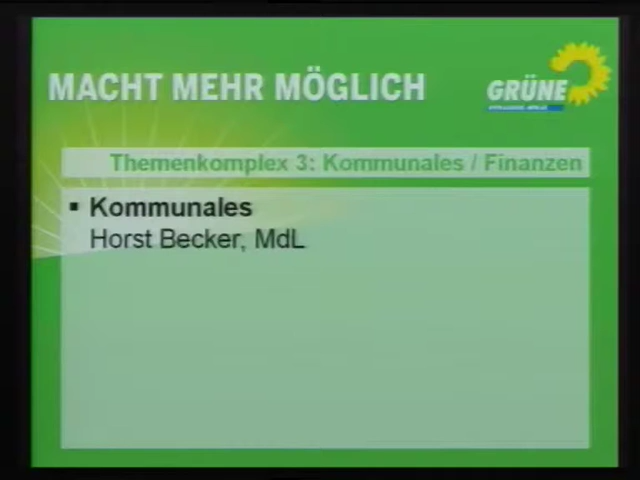 MACHT MEHR MÖGLICH
GRÜNE
Themenkomplex 3: Kommunales / Finanzen
▪ Kommunales
Horst Becker, MdL